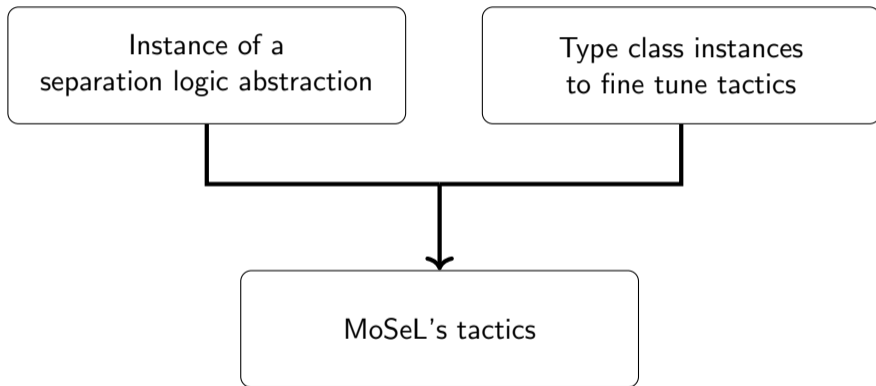 Instance of a
separation logic abstraction
Type class instances
to fine tune tactics
MoSeL's tactics